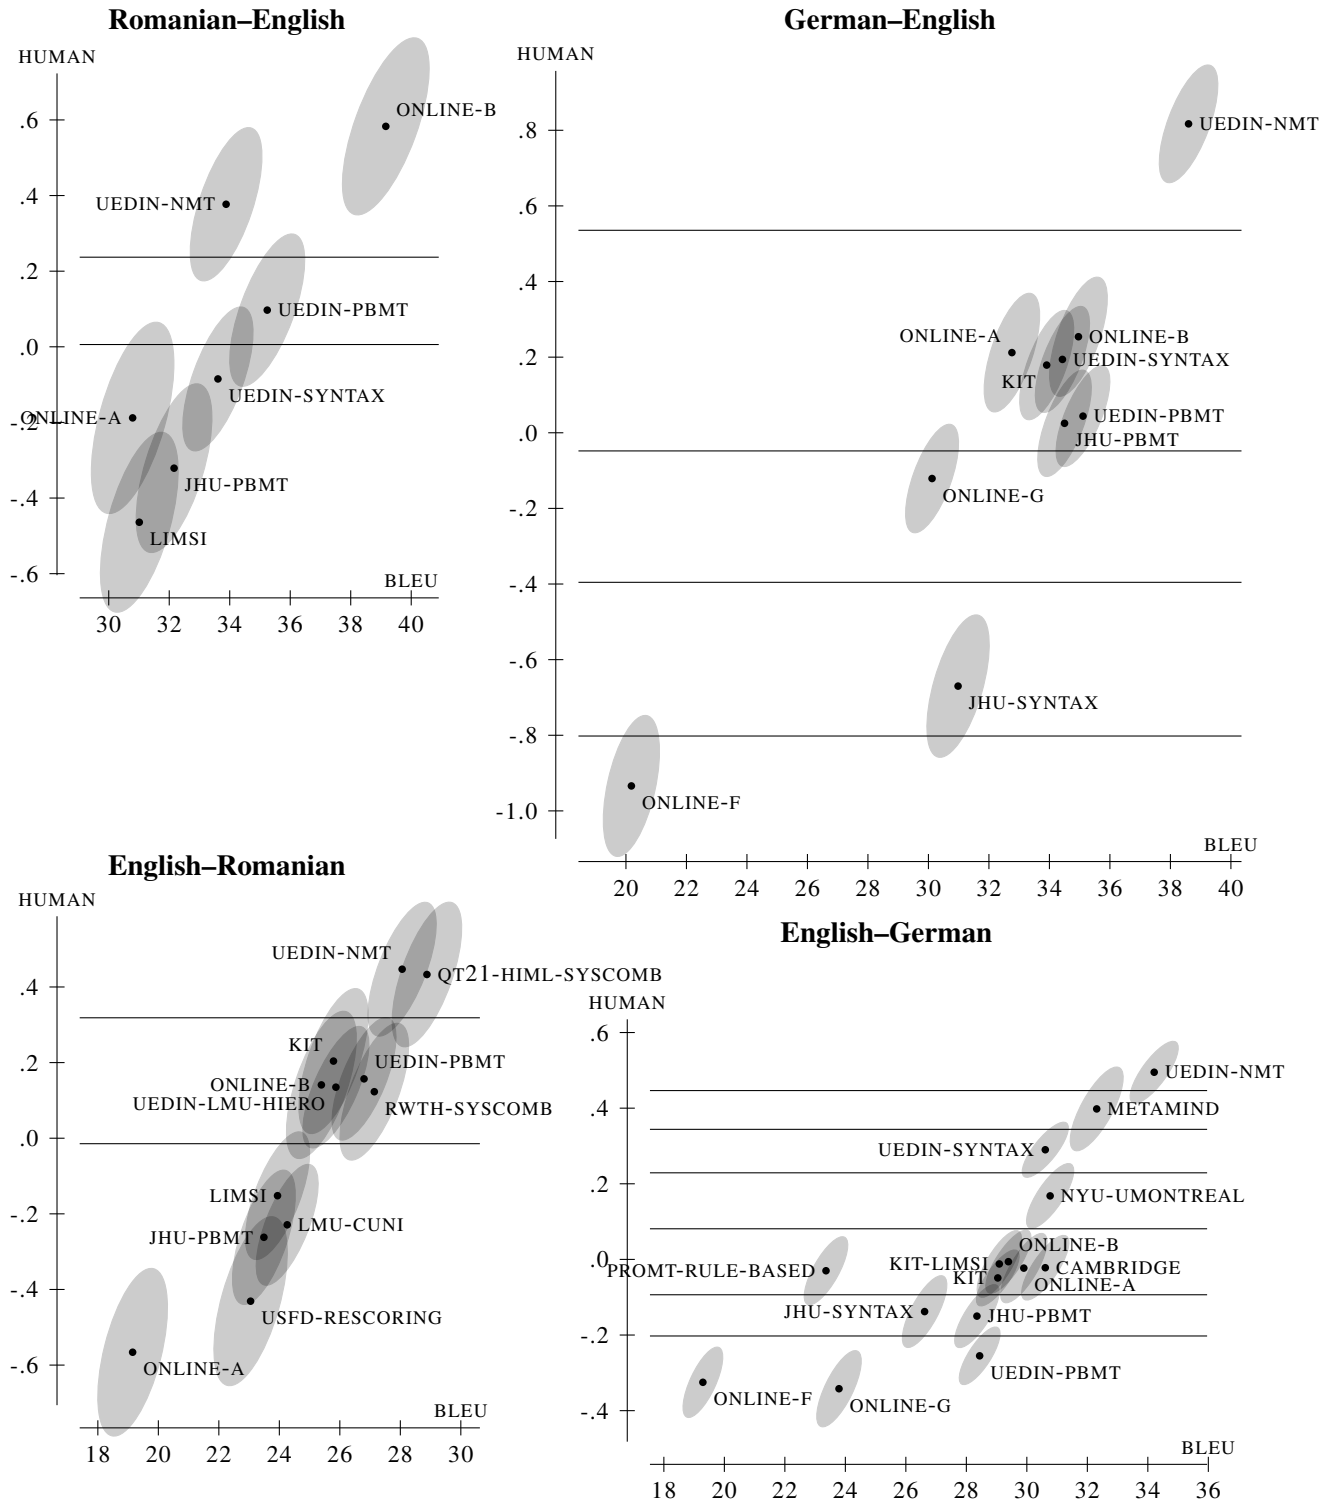 Romanian–English
HUMAN
.6
.4
.2
.0
-.2
-.4
-.6
ONLINE-B
UEDIN-NMT
UEDIN-PBMT
UEDIN-SYNTAX
ONLINE-A
JHU-PBMT
LIMSI
BLEU
30 32 34 36 38 40
German–English
HUMAN
.8
.6
.4
.2
.0
-.2
-.4
-.6
-.8
-1.0
UEDIN-NMT
ONLINE-A
ONLINE-B
UEDIN-SYNTAX
KIT
UEDIN-PBMT
JHU-PBMT
ONLINE-G
JHU-SYNTAX
ONLINE-F
BLEU
20 22 24 26 28 30 32 34 36 38 40
English–Romanian
HUMAN
.4
.2
.0
-.2
-.4
-.6
UEDIN-NMT
QT21-HIML-SYSCOMB
KIT
UEDIN-PBMT
ONLINE-B
UEDIN-LMU-HIERO
RWTH-SYSCOMB
LIMSI
LMU-CUNI
JHU-PBMT
USFD-RESCORING
ONLINE-A
BLEU
18 20 22 24 26 28 30
English–German
HUMAN
.6
.4
.2
.0
-.2
-.4
UEDIN-NMT
METAMIND
UEDIN-SYNTAX
NYU-UMONTREAL
ONLINE-B
KIT-LIMSI
CAMBRIDGE
PROMT-RULE-BASED
KIT
ONLINE-A
JHU-SYNTAX
JHU-PBMT
UEDIN-PBMT
ONLINE-F
ONLINE-G
BLEU
18 20 22 24 26 28 30 32 34 36